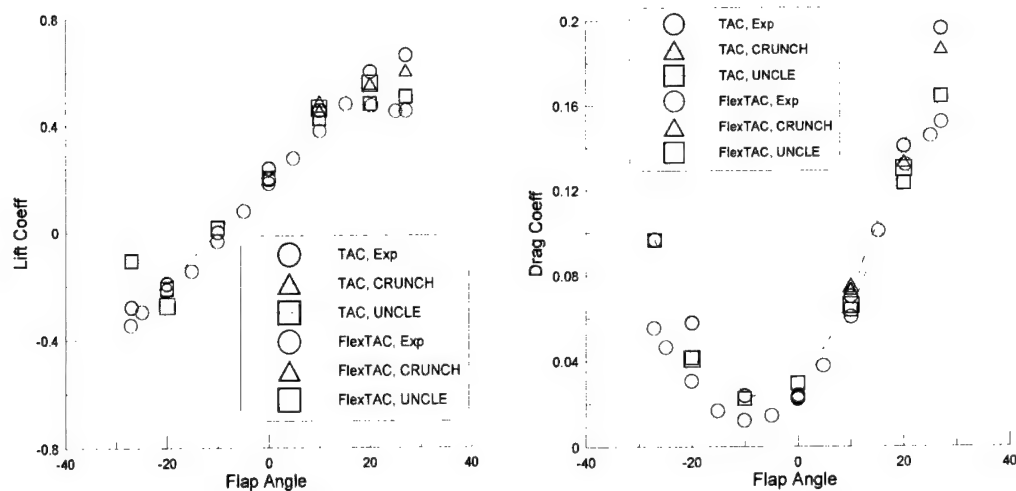 0.8
0.4
0
-0.4
-0.8
Lift Coeff
-40
-20
0
20
40
Flap Angle
TAC, Exp
TAC, CRUNCH
TAC, UNCLE
FlexTAC, Exp
FlexTAC, CRUNCH
FlexTAC, UNCLE
0.2
0.16
0.12
0.08
0.04
0
Drag Coeff
-40
-20
0
20
40
Flap Angle
TAC, Exp
TAC, CRUNCH
TAC, UNCLE
FlexTAC, Exp
FlexTAC, CRUNCH
FlexTAC, UNCLE